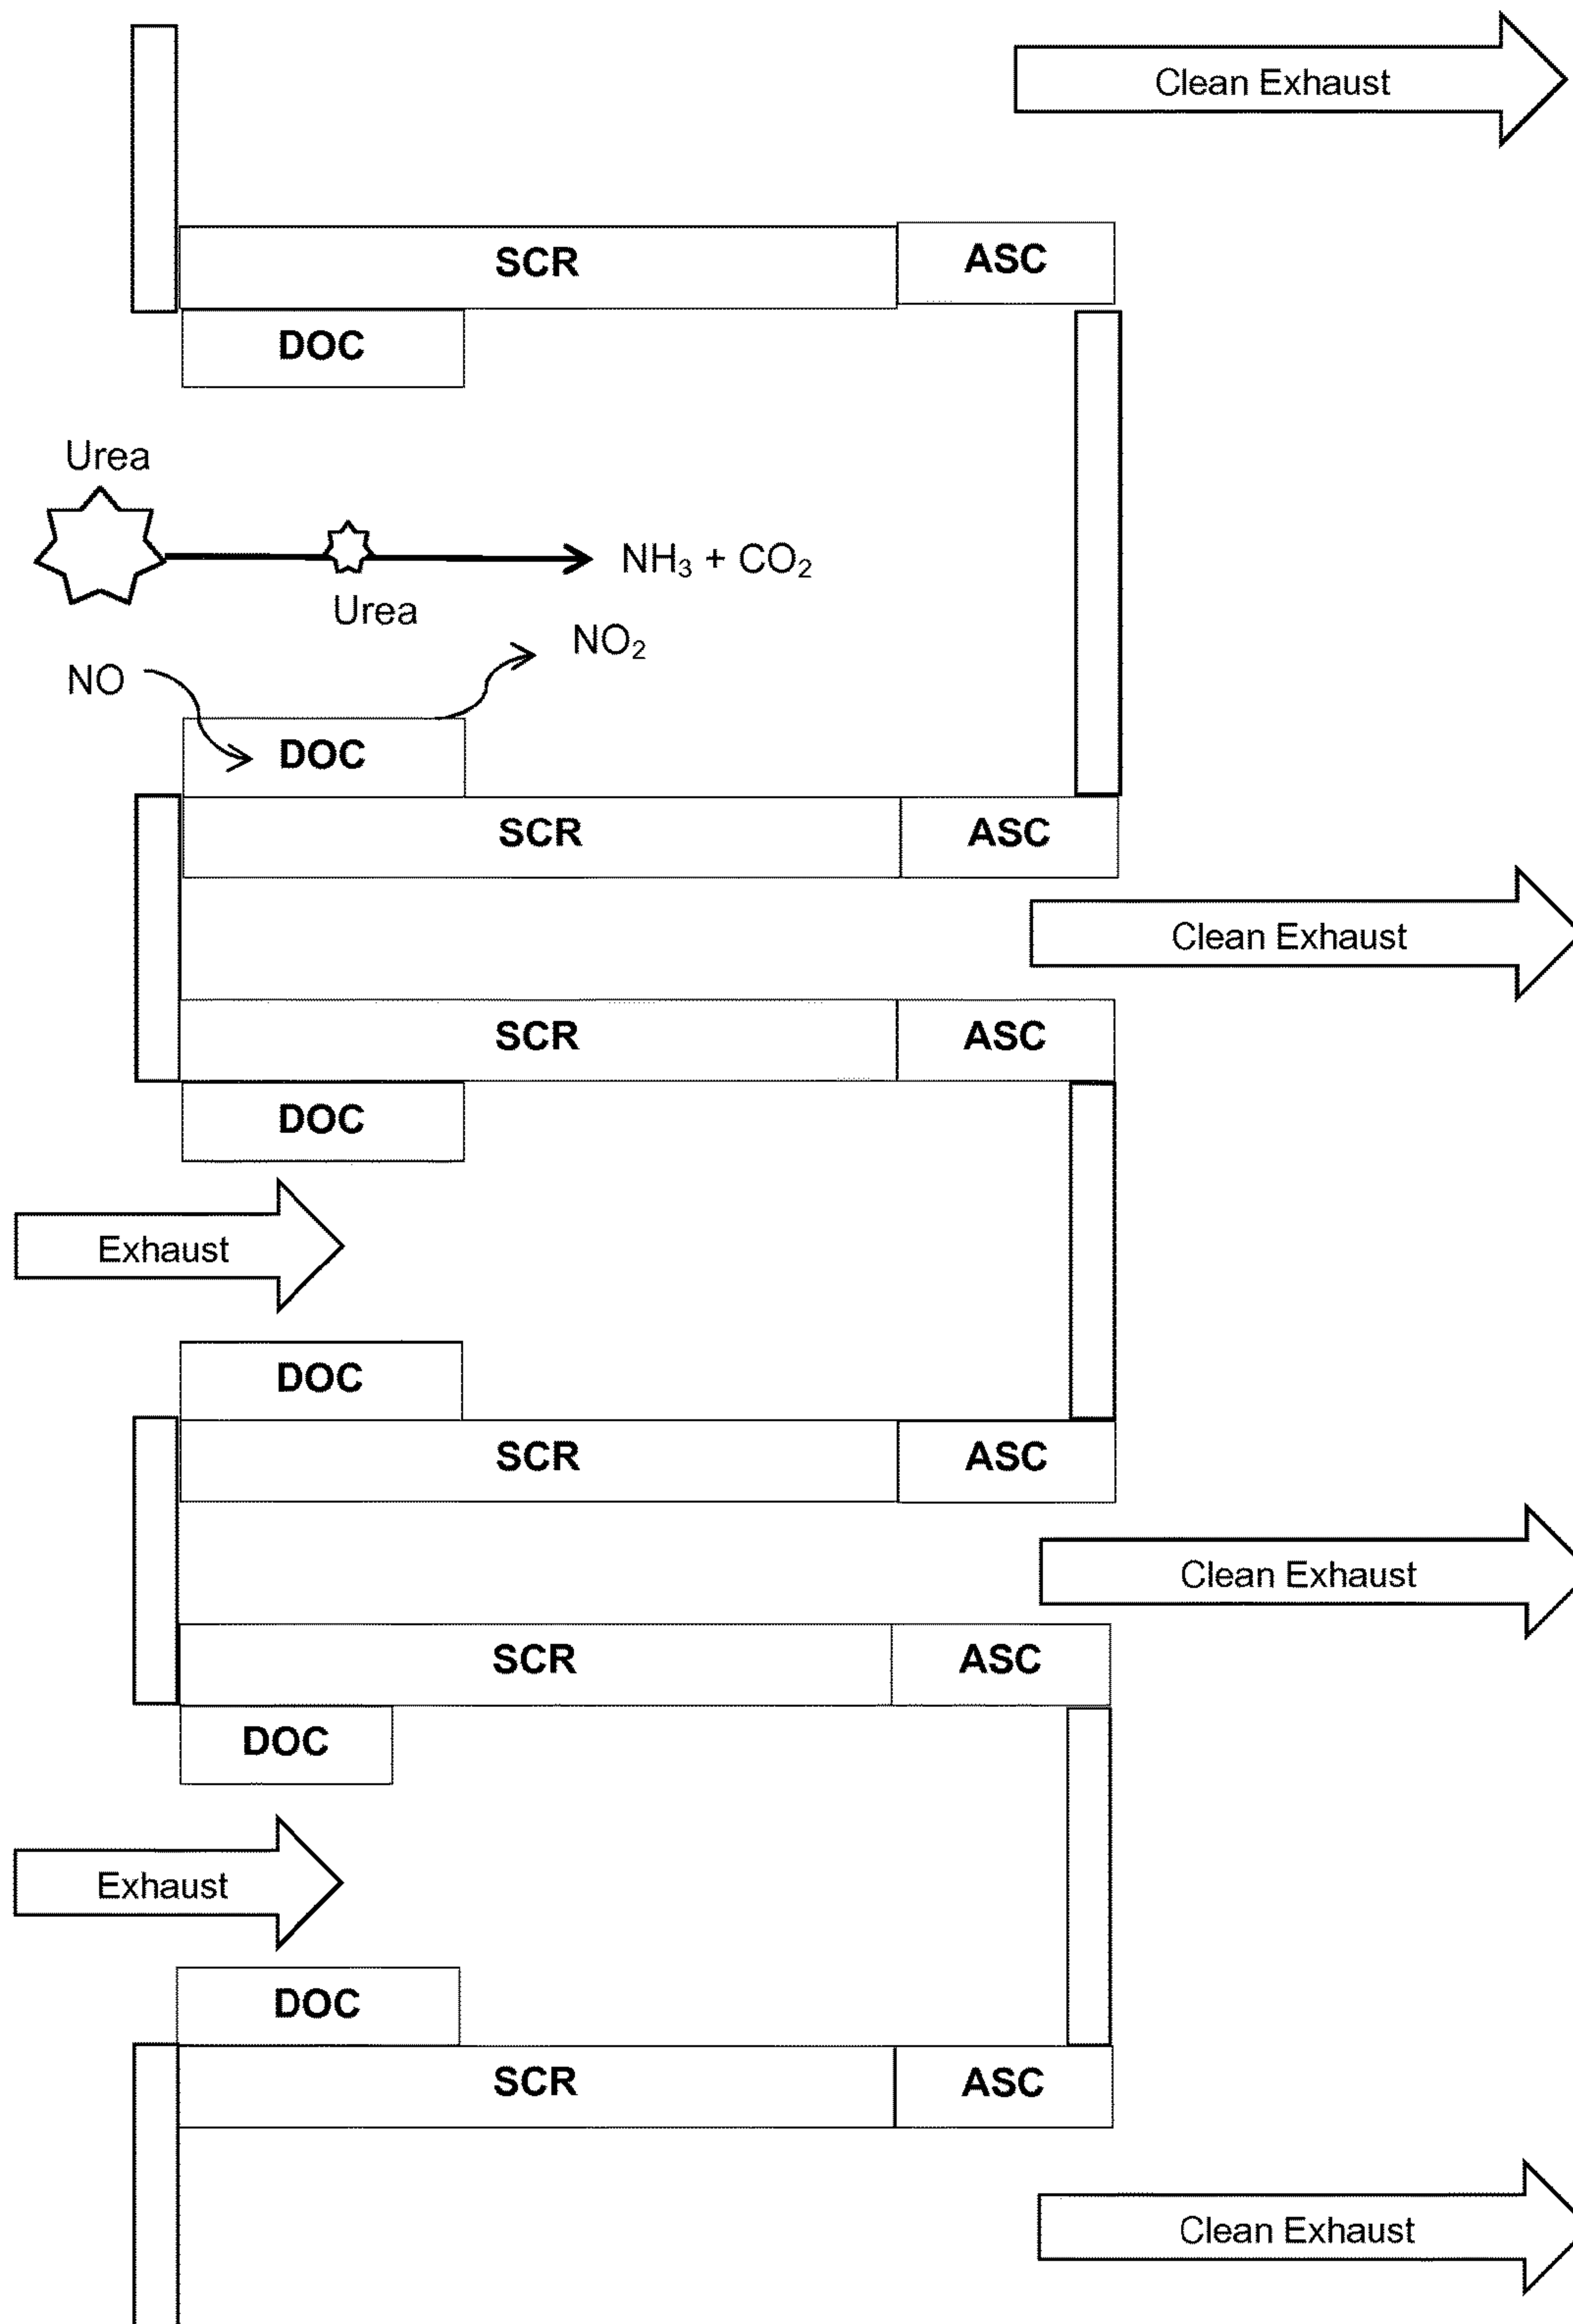 Clean Exhaust
SCR ASC
DOC
Urea
NH₃ + CO₂
Urea
NO₂
NO
DOC
SCR ASC
Clean Exhaust
SCR ASC
DOC
Exhaust
DOC
SCR ASC
Clean Exhaust
SCR ASC
DOC
Exhaust
DOC
SCR ASC
Clean Exhaust